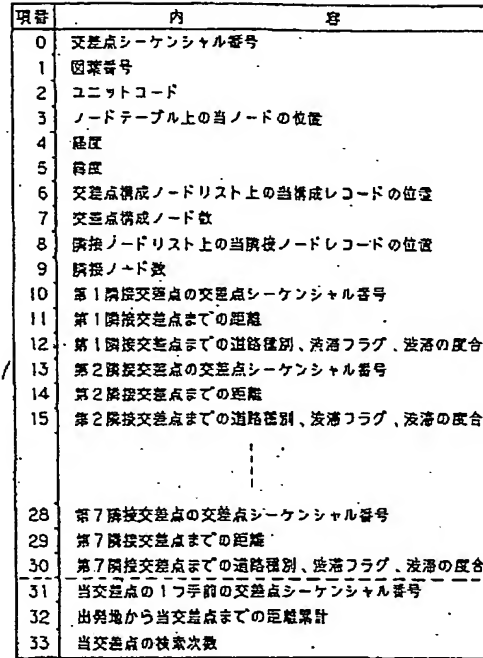 項番 内 容
0 交差点シーケンシャル番号
1 図葉番号
2 ユニットコード
3 ノードテーブル上の当ノードの位置
4 経度
5 緯度
6 交差点構成ノードリスト上の当構成レコードの位置
7 交差点構成ノード数
8 隣接ノードリスト上の当隣接ノードレコードの位置
9 隣接ノード数
10 第1隣接交差点の交差点シーケンシャル番号
11 第1隣接交差点までの距離
12 第1隣接交差点までの道路種別、渋滞フラグ、渋滞の度合
13 第2隣接交差点の交差点シーケンシャル番号
14 第2隣接交差点までの距離
15 第2隣接交差点までの道路種別、渋滞フラグ、渋滞の度合
28 第7隣接交差点の交差点シーケンシャル番号
29 第7隣接交差点までの距離
30 第7隣接交差点までの道路種別、渋滞フラグ、渋滞の度合
31 当交差点の1つ手前の交差点シーケンシャル番号
32 出発地から当交差点までの距離累計
33 当交差点の検索次数